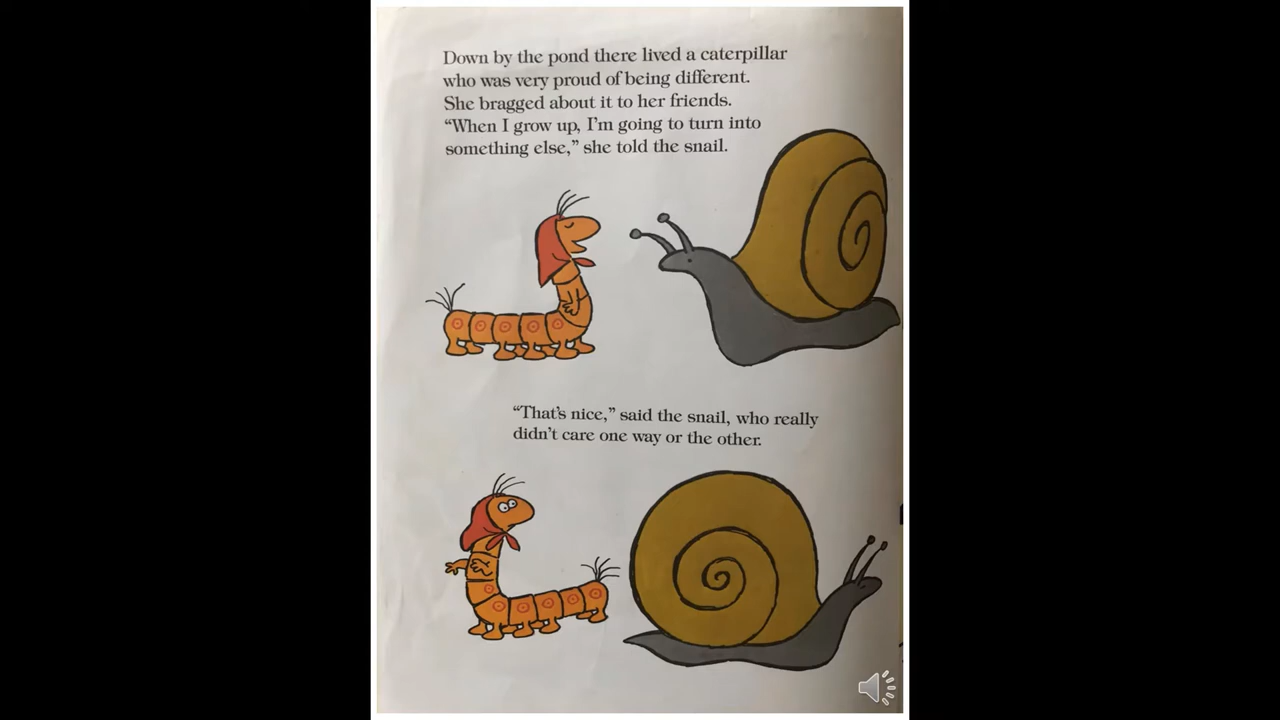 Down by the pond there lived a caterpillar
who was very proud of being different.
She bragged about it to her friends.
“When I grow up, I’m going to turn into
something else,” she told the snail.
“That’s nice,” said the snail, who really
didn’t care one way or the other.